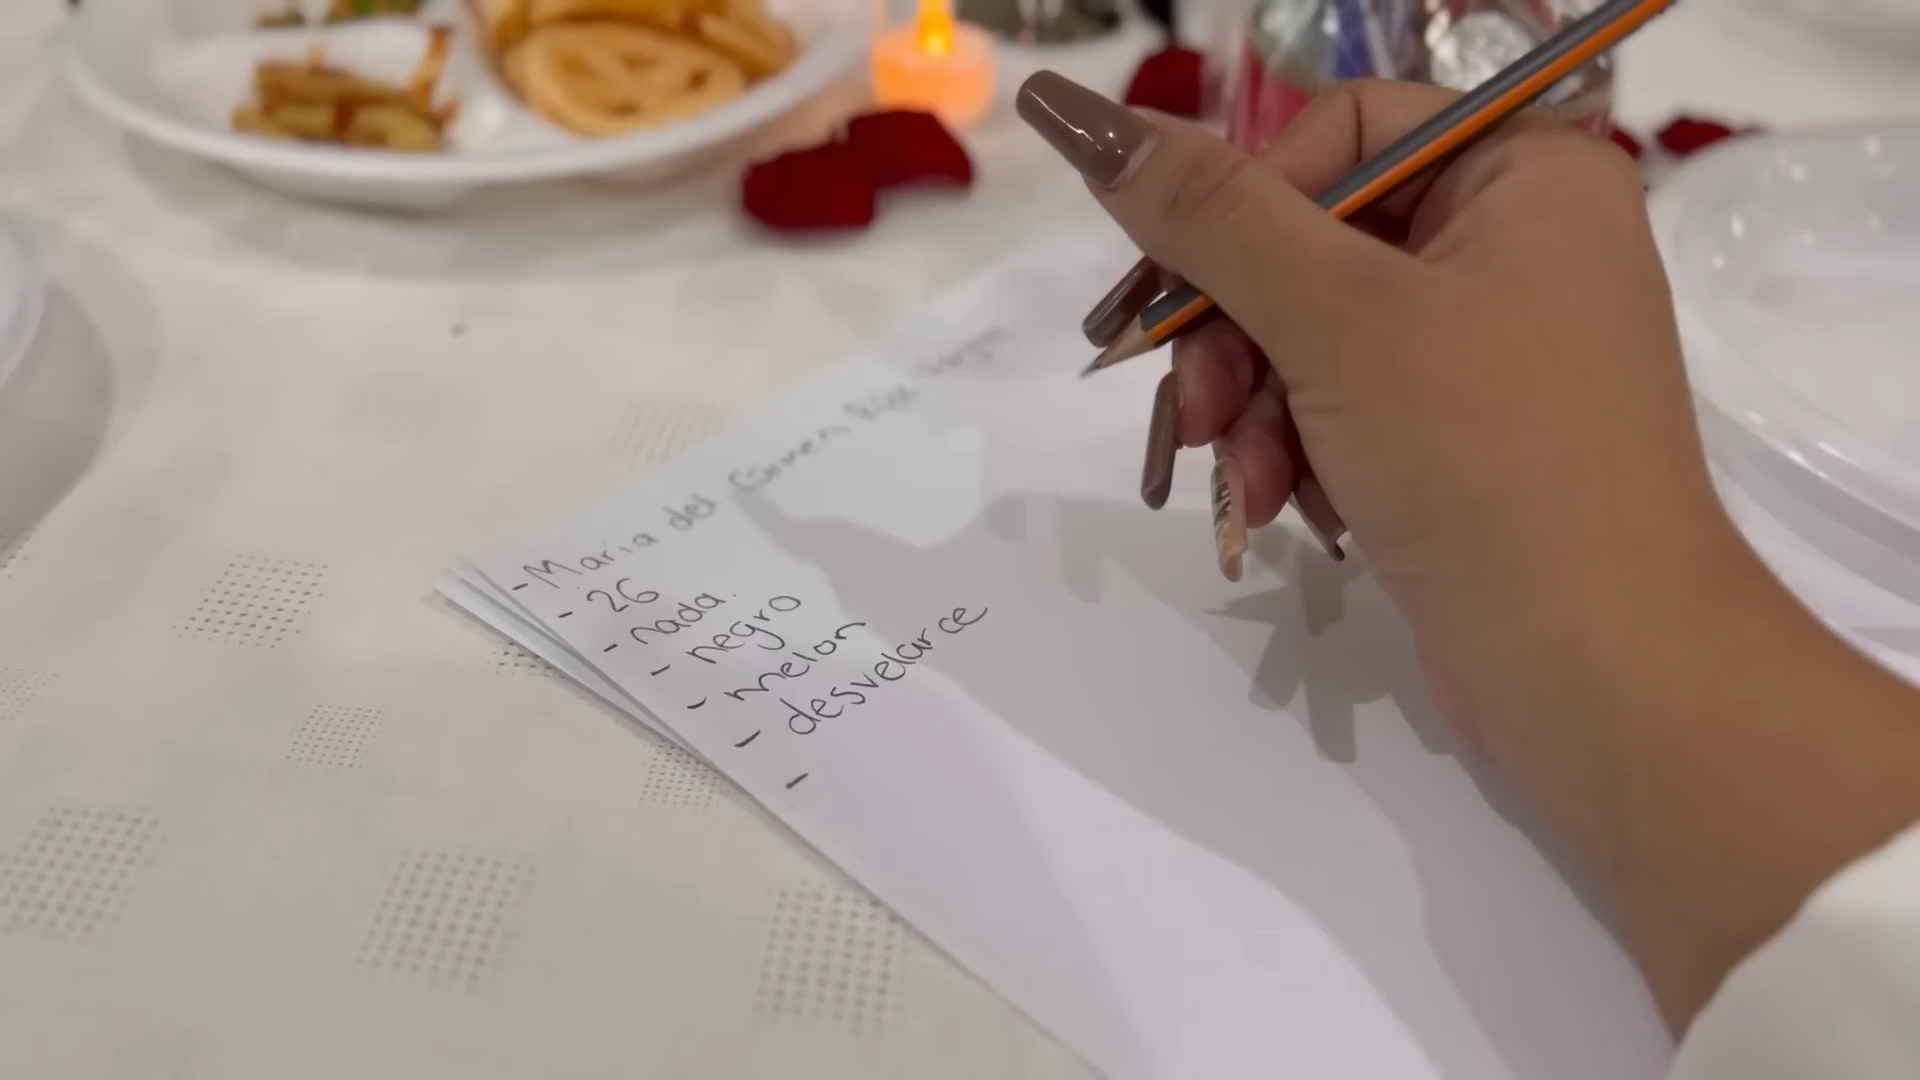 - Maria del Carmen
- 26
- nada.
- negro
- melon
- desvelarce
-